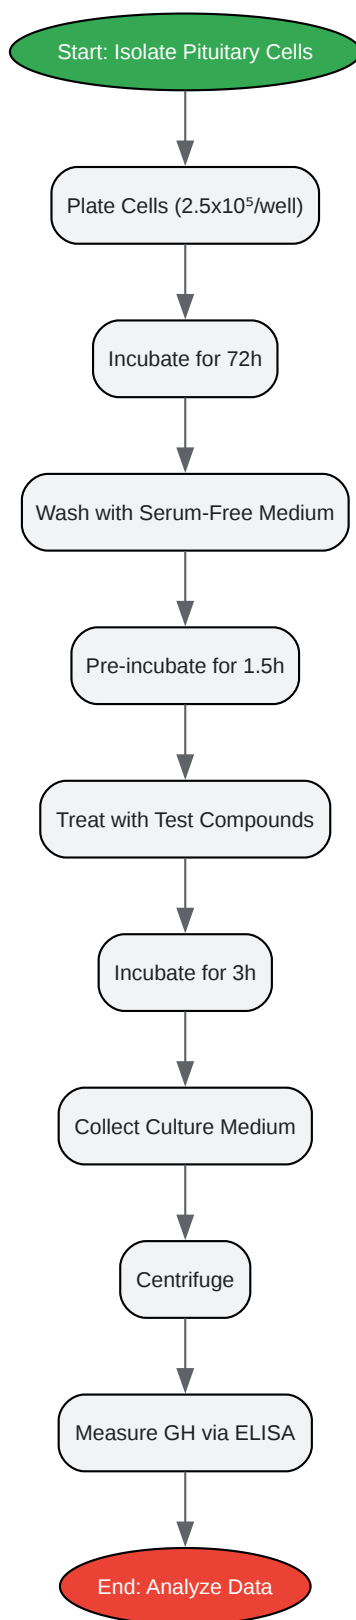 Start: Isolate Pituitary Cells
Plate Cells (2.5x10⁵/well)
Incubate for 72h
Wash with Serum-Free Medium
Pre-incubate for 1.5h
Treat with Test Compounds
Incubate for 3h
Collect Culture Medium
Centrifuge
Measure GH via ELISA
End: Analyze Data